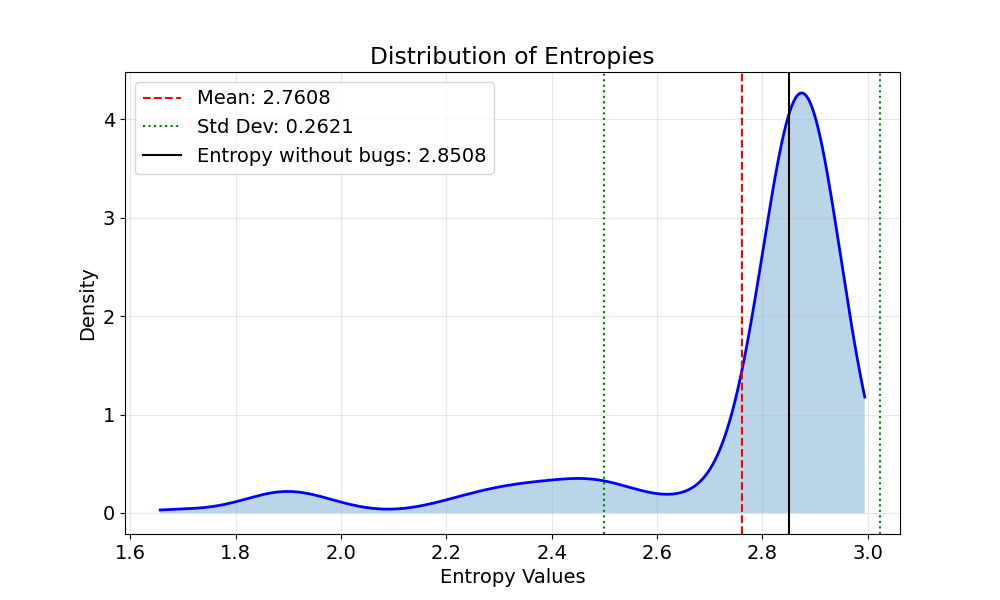 Distribution of Entropies
Mean: 2.7608
Std Dev: 0.2621
Entropy without bugs: 2.8508
Density
4
3
2
1
0
1.6 1.8 2.0 2.2 2.4 2.6 2.8 3.0
Entropy Values